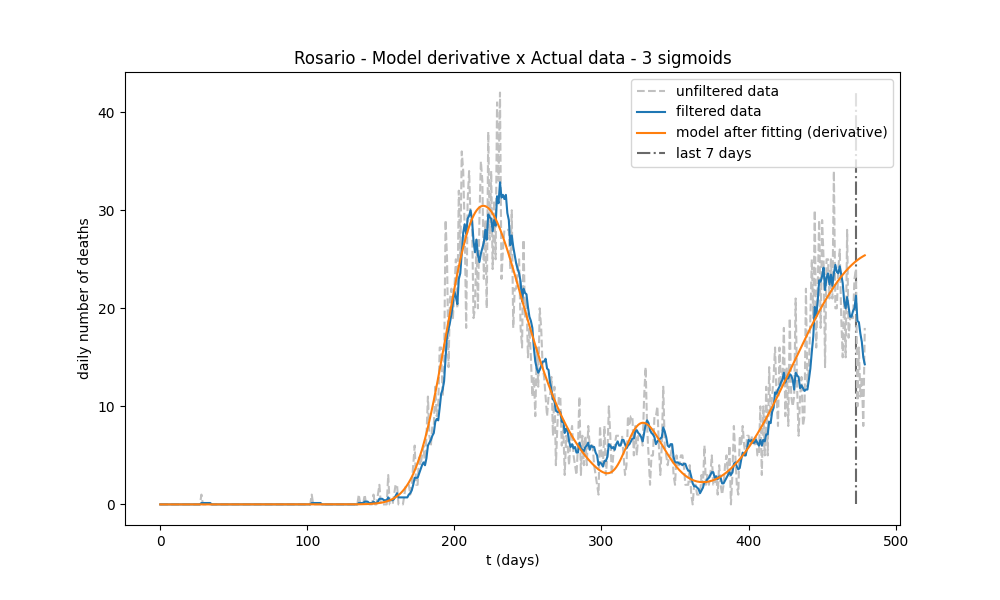 Rosario - Model derivative x Actual data - 3 sigmoids
unfiltered data
filtered data
model after fitting (derivative)
last 7 days
daily number of deaths
40
30
20
10
0
0
100
200
300
400
500
t (days)